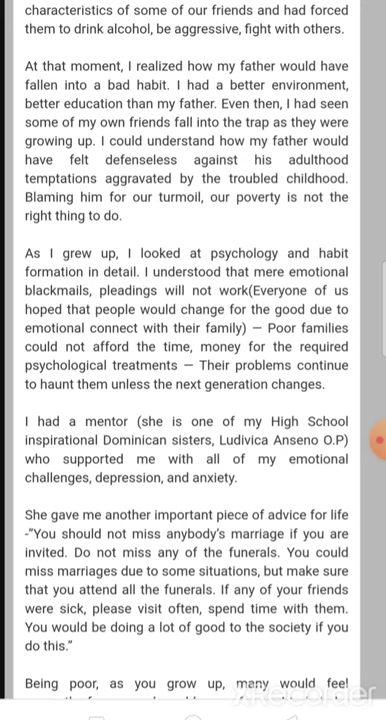 characteristics of some of our friends and had forced
them to drink alcohol, be aggressive, fight with others.
At that moment, I realized how my father would have
fallen into a bad habit. I had a better environment,
better education than my father. Even then, I had seen
some of my own friends fall into the trap as they were
growing up. I could understand how my father would
have felt defenseless against his adulthood
temptations aggravated by the troubled childhood.
Blaming him for our turmoil, our poverty is not the
right thing to do.
As I grew up, I looked at psychology and habit
formation in detail. I understood that mere emotional
blackmails, pleadings will not work(Everyone of us
hoped that people would change for the good due to
emotional connect with their family) — Poor families
could not afford the time, money for the required
psychological treatments — Their problems continue
to haunt them unless the next generation changes.
I had a mentor (she is one of my High School
inspirational Dominican sisters, Ludivica Anseno O.P)
who supported me with all of my emotional
challenges, depression, and anxiety.
She gave me another important piece of advice for life
-"You should not miss anybody's marriage if you are
invited. Do not miss any of the funerals. You could
miss marriages due to some situations, but make sure
that you attend all the funerals. If any of your friends
were sick, please visit often, spend time with them.
You would be doing a lot of good to the society if you
do this."
Being poor, as you grow up, many would feel
XRecorder